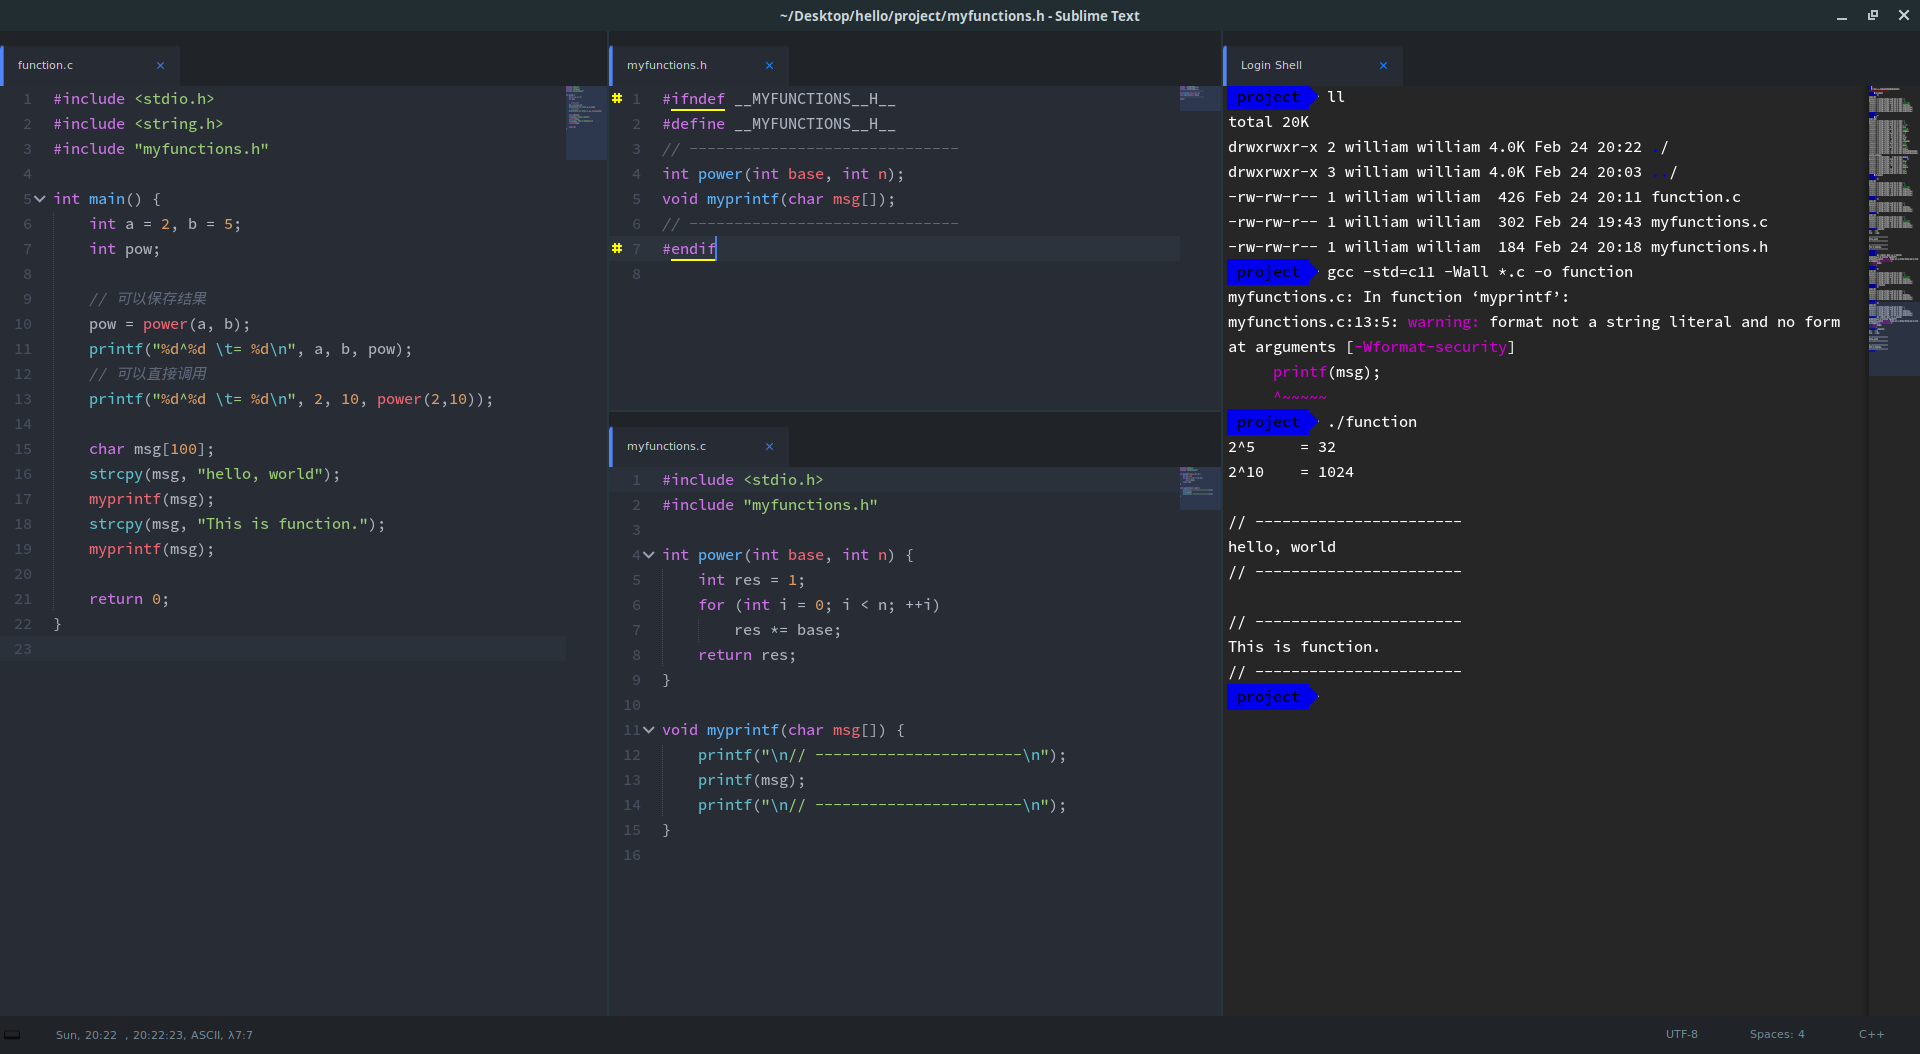 ~/Desktop/hello/project/myfunctions.h - Sublime Text
function.c
1 #include <stdio.h>
2 #include <string.h>
3 #include "myfunctions.h"
4
5 int main() {
6     int a = 2, b = 5;
7     int pow;
8
9     // 可以保存结果
10     pow = power(a, b);
11     printf("%d^%d \t= %d\n", a, b, pow);
12     // 可以直接调用
13     printf("%d^%d \t= %d\n", 2, 10, power(2,10));
14
15     char msg[100];
16     strcpy(msg, "hello, world");
17     myprintf(msg);
18     strcpy(msg, "This is function.");
19     myprintf(msg);
20
21     return 0;
22 }
23
myfunctions.h
1 #ifndef __MYFUNCTIONS__H__
2 #define __MYFUNCTIONS__H__
3 // ------------------------------
4 int power(int base, int n);
5 void myprintf(char msg[]);
6 // ------------------------------
7 #endif
8
myfunctions.c
1 #include <stdio.h>
2 #include "myfunctions.h"
3
4 int power(int base, int n) {
5     int res = 1;
6     for (int i = 0; i < n; ++i)
7         res *= base;
8     return res;
9 }
10
11 void myprintf(char msg[]) {
12     printf("\n// -----------------------\n");
13     printf(msg);
14     printf("\n// -----------------------\n");
15 }
16
Login Shell
project ll
total 20K
drwxrwxr-x 2 william william 4.0K Feb 24 20:22 ./
drwxrwxr-x 3 william william 4.0K Feb 24 20:03 ../
-rw-rw-r-- 1 william william  426 Feb 24 20:11 function.c
-rw-rw-r-- 1 william william  302 Feb 24 19:43 myfunctions.c
-rw-rw-r-- 1 william william  184 Feb 24 20:18 myfunctions.h
project gcc -std=c11 -Wall *.c -o function
myfunctions.c: In function ‘myprintf’:
myfunctions.c:13:5: warning: format not a string literal and no form
at arguments [-Wformat-security]
     printf(msg);
     ^~~~~~
project ./function
2^5     = 32
2^10    = 1024

// -----------------------
hello, world
// -----------------------

// -----------------------
This is function.
// -----------------------
project
Sun, 20:22 , 20:22:23, ASCII, λ7:7
UTF-8
Spaces: 4
C++